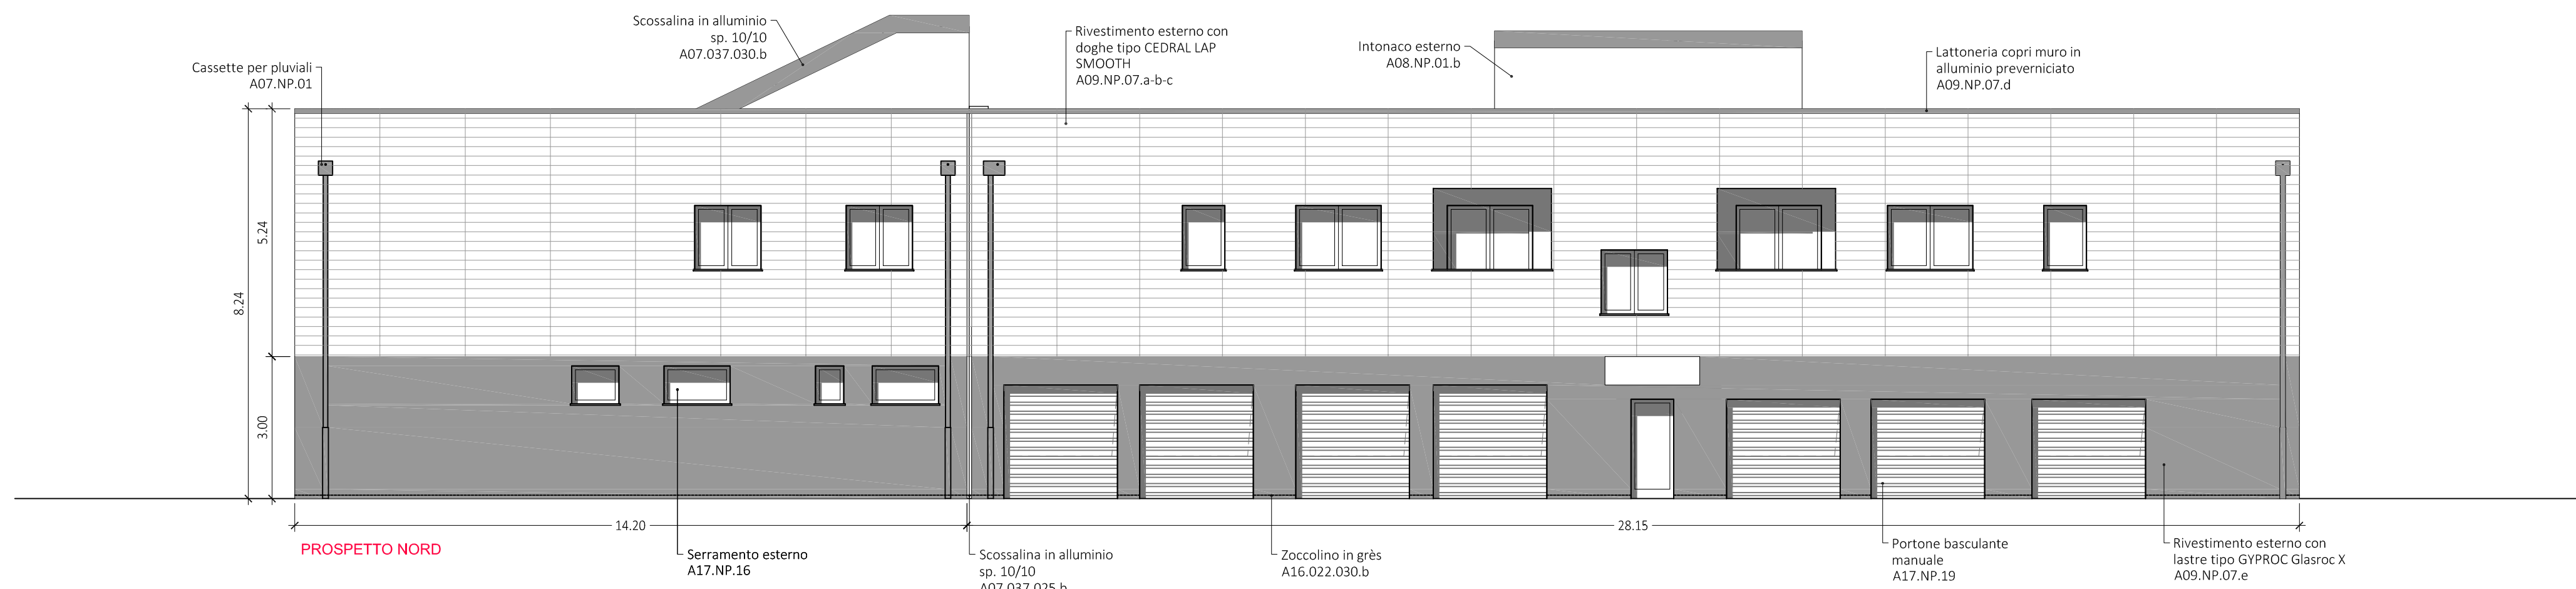 Scossalina in alluminio
sp. 10/10
A07.037.030.b
Rivestimento esterno con
doghe tipo CEDRAL LAP
SMOOTH
A09.NP.07.a-b-c
Intonaco esterno
A08.NP.01.b
Lattoneria copri muro in
alluminio preverniciato
A09.NP.07.d
Cassette per pluviali
A07.NP.01
5.24
8.24
3.00
14.20
28.15
PROSPETTO NORD
Serramento esterno
A17.NP.16
Scossalina in alluminio
sp. 10/10
A07.037.025.b
Zoccolino in grès
A16.022.030.b
Portone basculante
manuale
A17.NP.19
Rivestimento esterno con
lastre tipo GYPROC Glasroc X
A09.NP.07.e